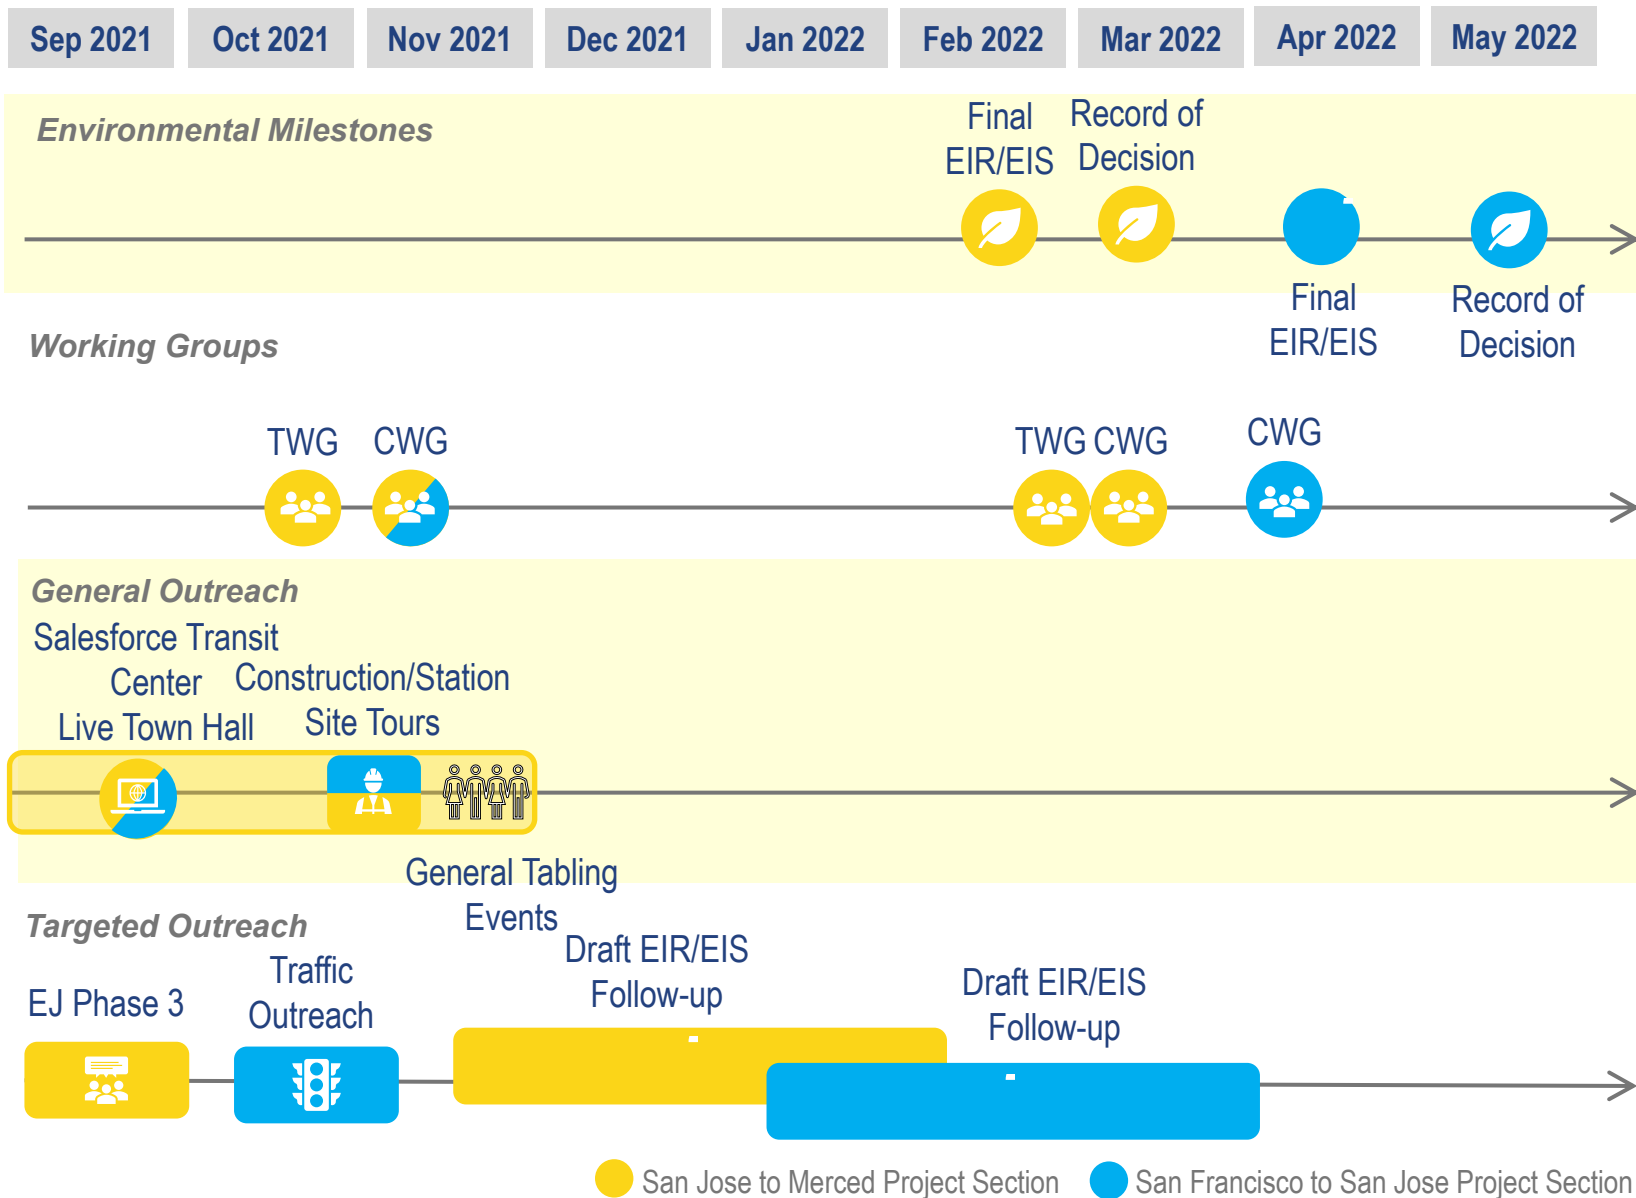 Sep 2021 Oct 2021 Nov 2021 Dec 2021 Jan 2022 Feb 2022 Mar 2022 Apr 2022 May 2022
Environmental Milestones
Final
EIR/EIS
Record of
Decision
Final
EIR/EIS
Record of
Decision
Working Groups
TWG
CWG
TWG
CWG
CWG
General Outreach
Salesforce Transit
Center
Live Town Hall
Construction/Station
Site Tours
General Tabling
Events
Targeted Outreach
EJ Phase 3
Traffic
Outreach
Draft EIR/EIS
Follow-up
Draft EIR/EIS
Follow-up
San Jose to Merced Project Section
San Francisco to San Jose Project Section